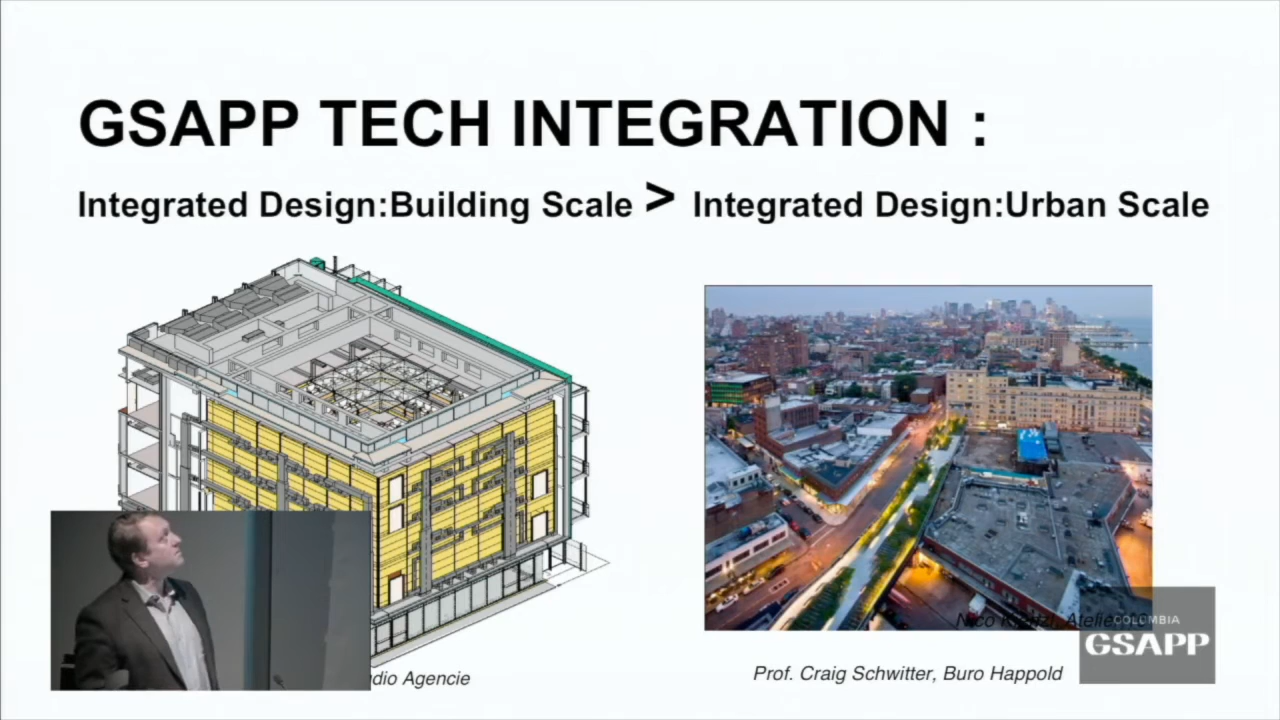 GSAPP TECH INTEGRATION :
Integrated Design:Building Scale > Integrated Design:Urban Scale
COLOMBIA
GSAPP
dio Agencie
Prof. Craig Schwitter, Buro Happold